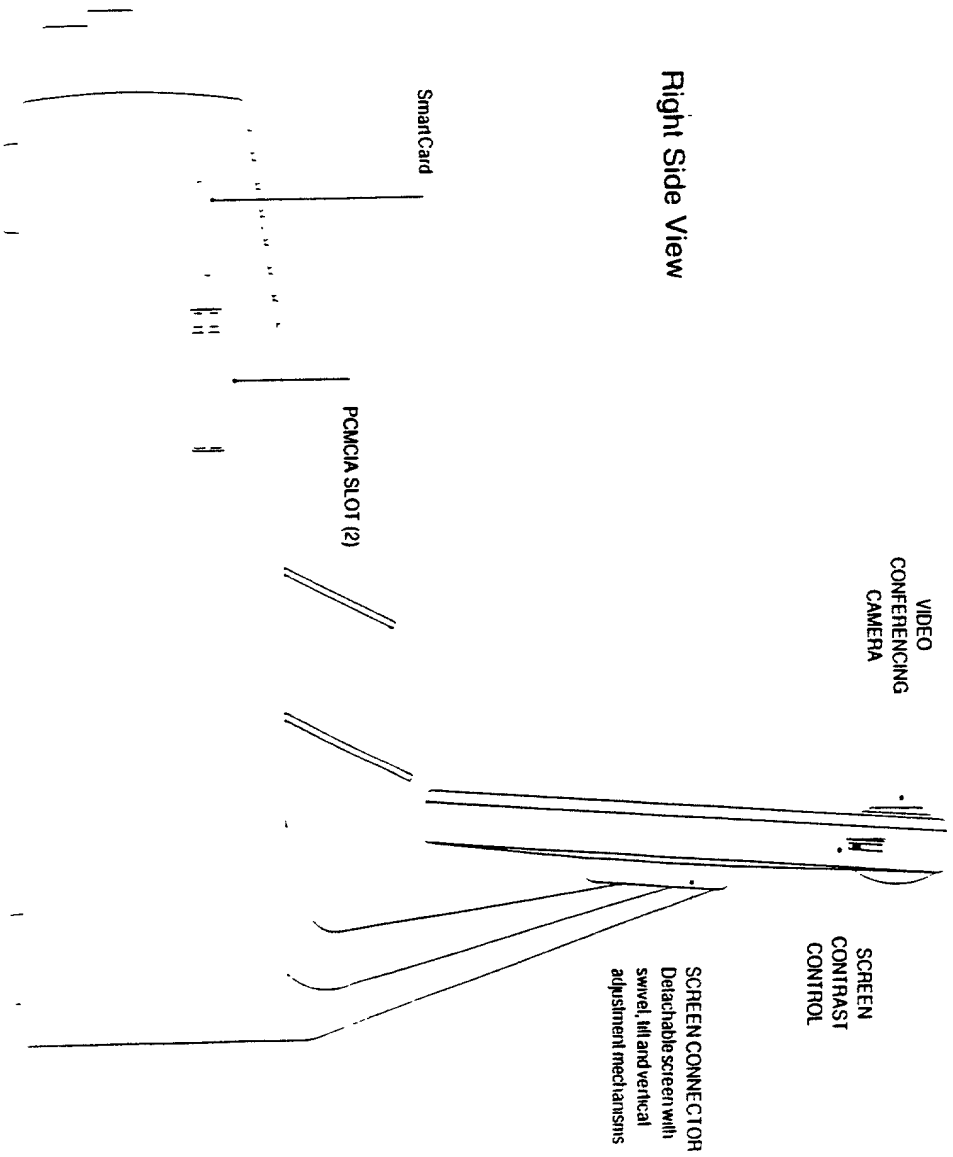 Right Side View
VIDEO
CONFERENCING
CAMERA
SCREEN
CONTRAST
CONTROL
SmartCard
PCMCIA SLOT (2)
SCREEN CONNECTOR
Detachable screen with
swivel, tilt and vertical
adjustment mechanisms